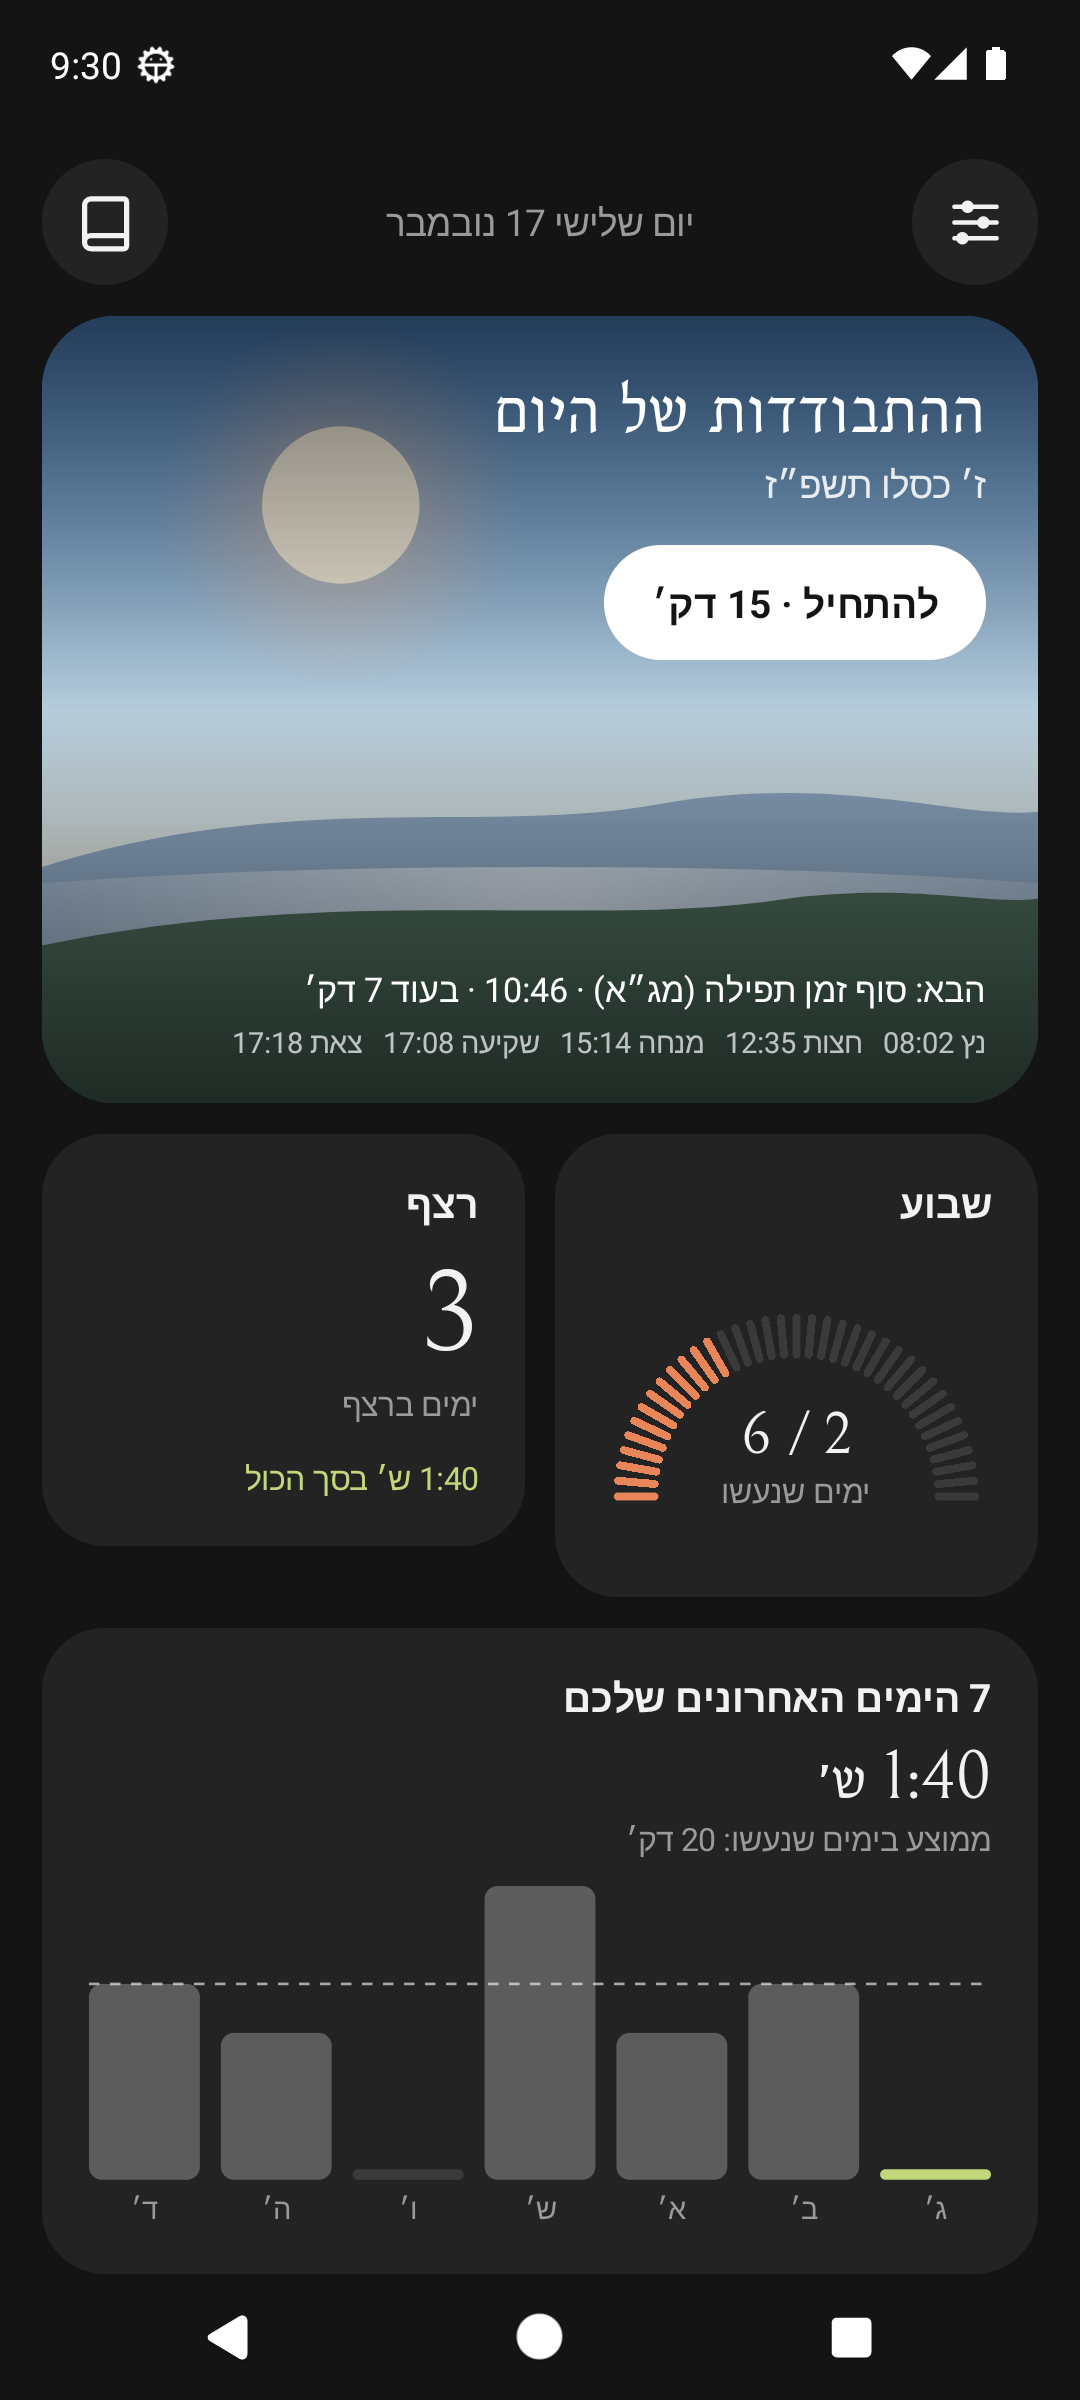 9:30
יום שלישי 17 נובמבר
ההתבודדות של היום
ז׳ כסלו תשפ״ז
להתחיל · 15 דק׳
הבא: סוף זמן תפילה (מג״א) · 10:46 · בעוד 7 דק׳
נץ 08:02 חצות 12:35 מנחה 15:14 שקיעה 17:08 צאת 17:18
שבוע
2 / 6
ימים שנעשו
רצף
3
ימים ברצף
1:40 ש׳ בסך הכול
7 הימים האחרונים שלכם
1:40 ש׳
ממוצע בימים שנעשו: 20 דק׳
ג׳ ב׳ א׳ ש׳ ו׳ ה׳ ד׳